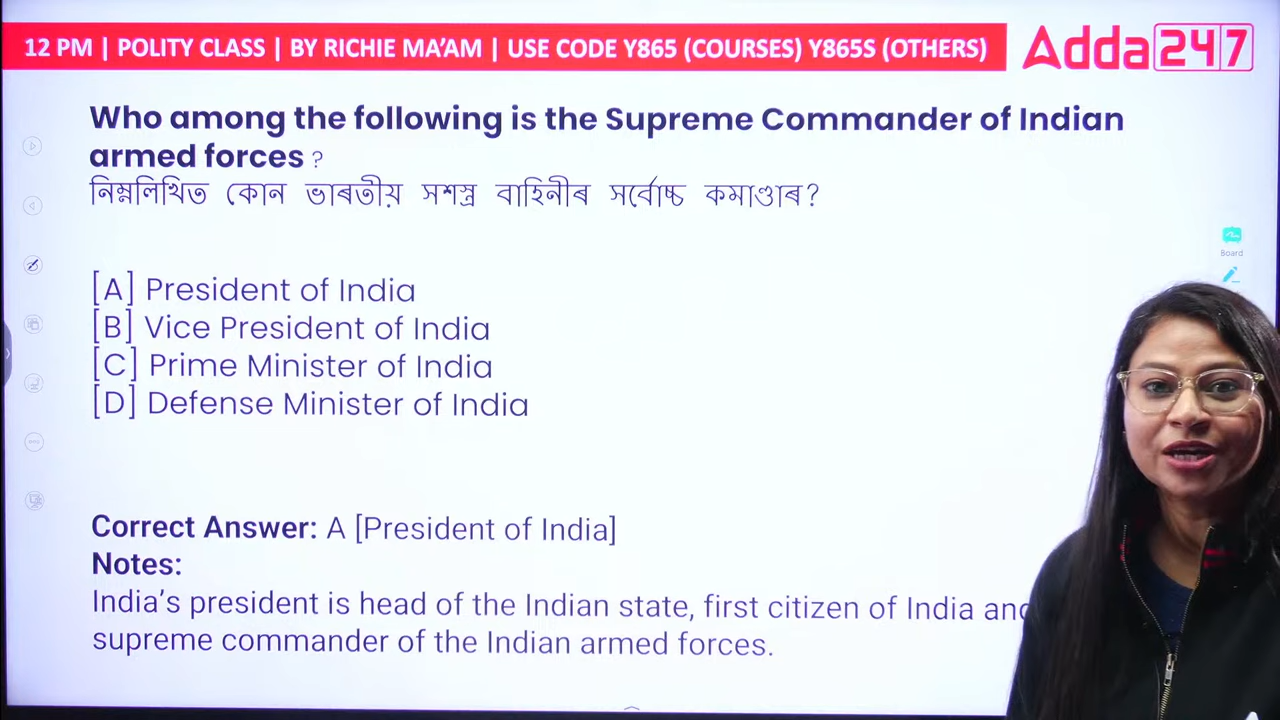 12 PM | POLITY CLASS | BY RICHIE MA'AM | USE CODE Y865 (COURSES) Y865S (OTHERS)
Adda247
Who among the following is the Supreme Commander of Indian
armed forces ?
নিম্নলিখিত কোন ভাৰতীয় সশস্ত্ৰ বাহিনীৰ সৰ্বোচ্চ কমাণ্ডাৰ?
Board
[A] President of India
[B] Vice President of India
[C] Prime Minister of India
[D] Defense Minister of India
Correct Answer: A [President of India]
Notes:
India's president is head of the Indian state, first citizen of India and
supreme commander of the Indian armed forces.